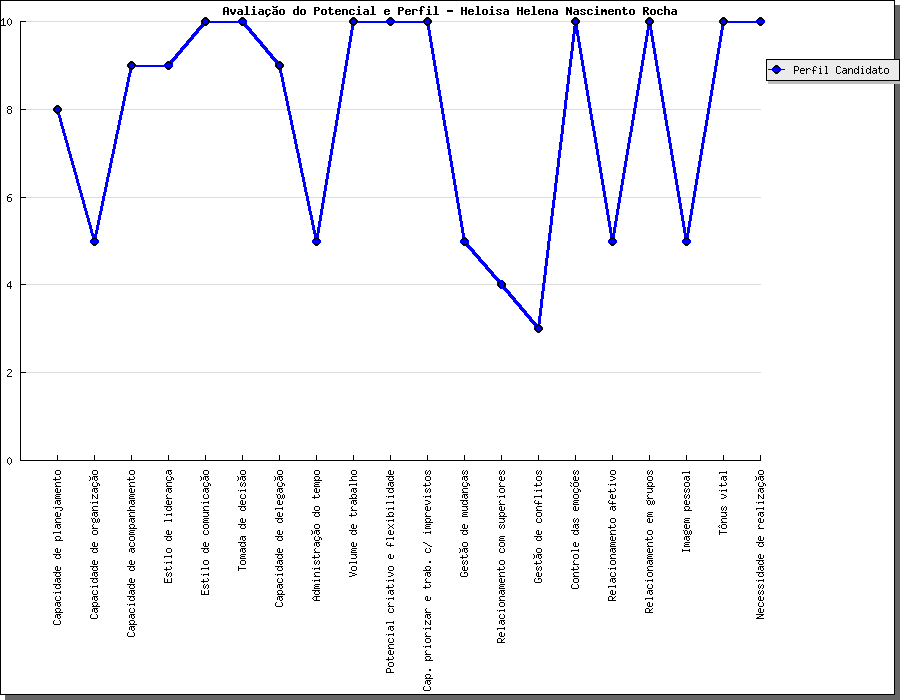 Avaliação do Potencial e Perfil - Heloisa Helena Nascimento Rocha
10
8
6
4
2
0
Perfil Candidato
Capacidade de planejamento
Capacidade de organização
Capacidade de acompanhamento
Estilo de liderança
Estilo de comunicação
Tomada de decisão
Capacidade de delegação
Administração do tempo
Volume de trabalho
Potencial criativo e flexibilidade
Cap. priorizar e trab. c/ imprevistos
Gestão de mudanças
Relacionamento com superiores
Gestão de conflitos
Controle das emoções
Relacionamento afetivo
Relacionamento em grupos
Imagem pessoal
Tônus vital
Necessidade de realização